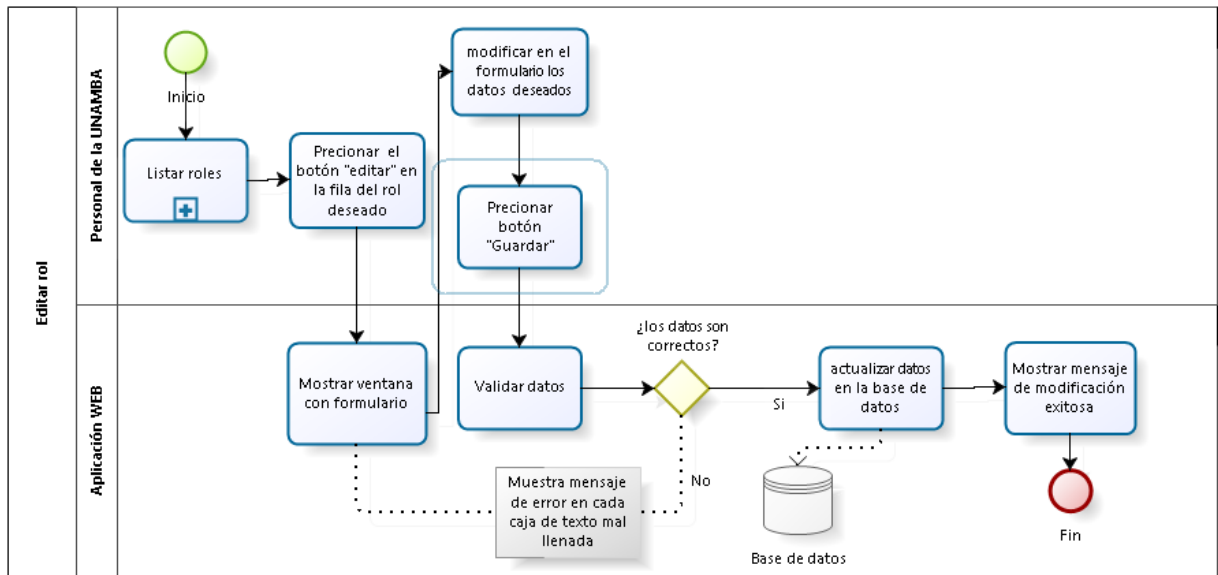 Editar rol
Personal de la UNAMBA
Inicio
Listar roles
Precionar el
botón "editar" en
la fila del rol
deseado
modificar en el
formulario los
datos deseados
Precionar
botón
"Guardar"
Aplicación WEB
Mostrar ventana
con formulario
Validar datos
¿los datos son
correctos?
Si
No
actualizar datos
en la base de
datos
Mostrar mensaje
de modificación
exitosa
Muestra mensaje
de error en cada
caja de texto mal
llenada
Base de datos
Fin